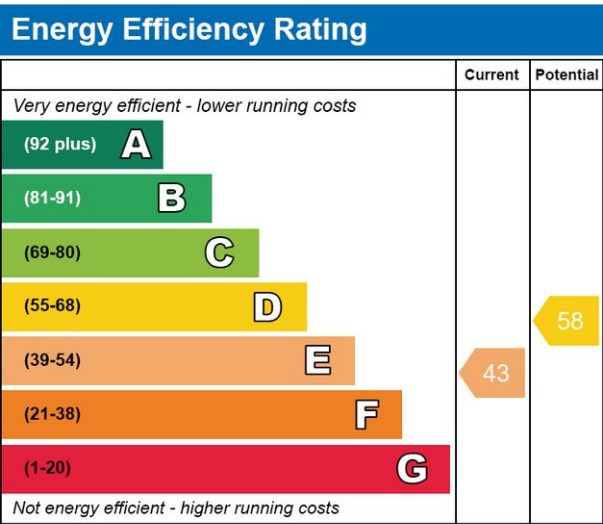 Energy Efficiency Rating
Current Potential
Very energy efficient - lower running costs
(92 plus) A
(81-91) B
(69-80) C
(55-68) D
58
(39-54) E
43
(21-38) F
(1-20) G
Not energy efficient - higher running costs